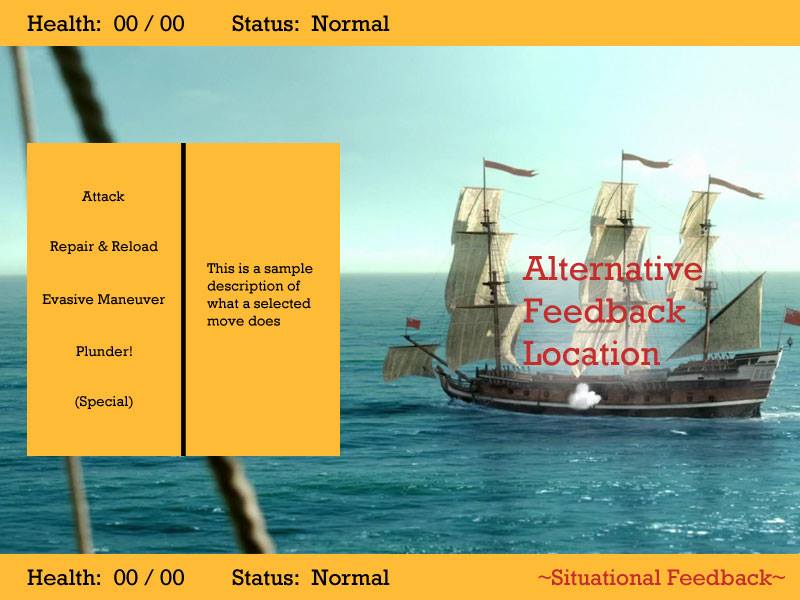 Health:  00 / 00  Status:  Normal
Attack
Repair & Reload
Evasive Maneuver
Plunder!
(Special)
This is a sample
description of
what a selected
move does
Alternative
Feedback
Location
Health:  00 / 00  Status:  Normal
~Situational Feedback~